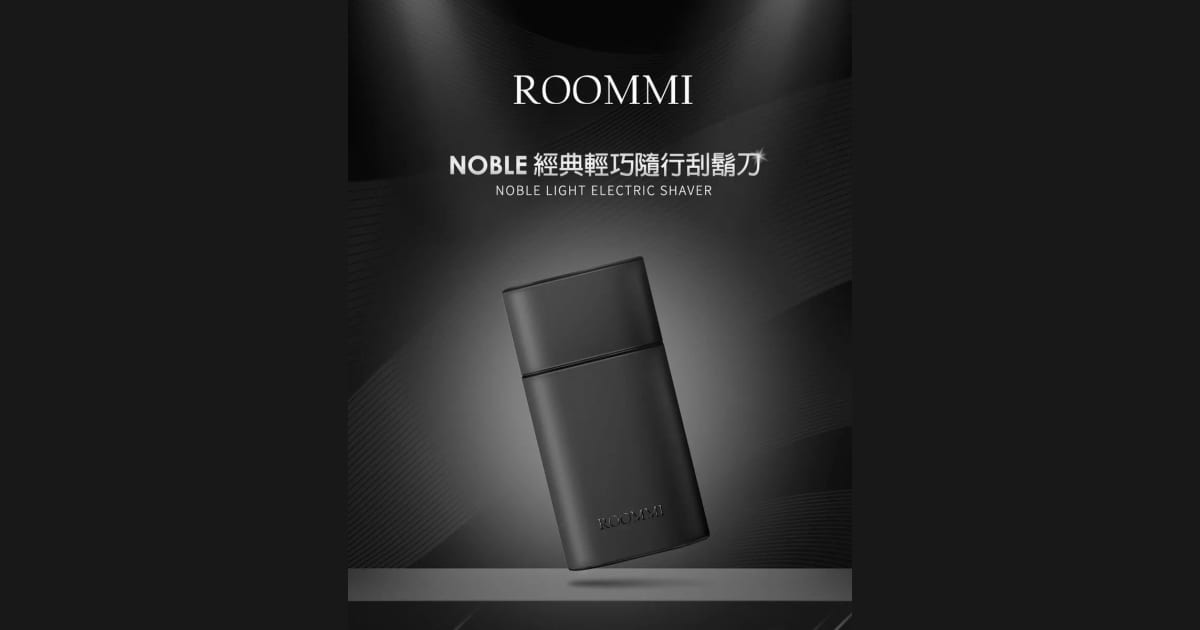 ROOMMI
NOBLE 經典輕巧隨行刮鬍刀
NOBLE LIGHT ELECTRIC SHAVER
ROOMMI